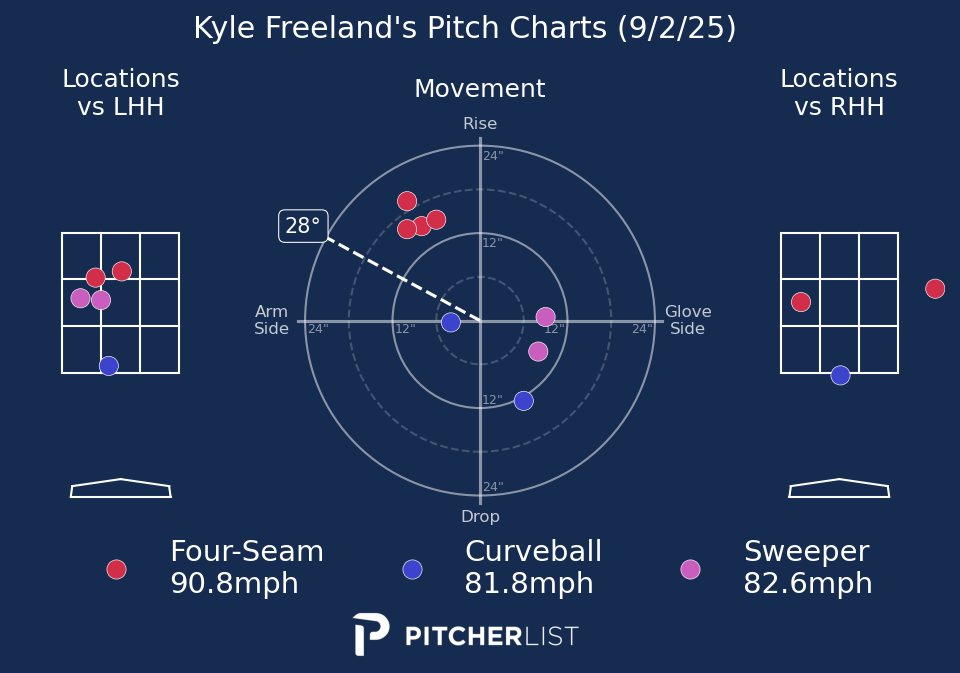 Kyle Freeland's Pitch Charts (9/2/25)
Locations
vs LHH
Movement
Locations
vs RHH
Rise
24"
28°
12"
Arm
Side
24"
12"
12"
24"
Glove
Side
12"
24"
Drop
Four-Seam
90.8mph
Curveball
81.8mph
Sweeper
82.6mph
PITCHERLIST